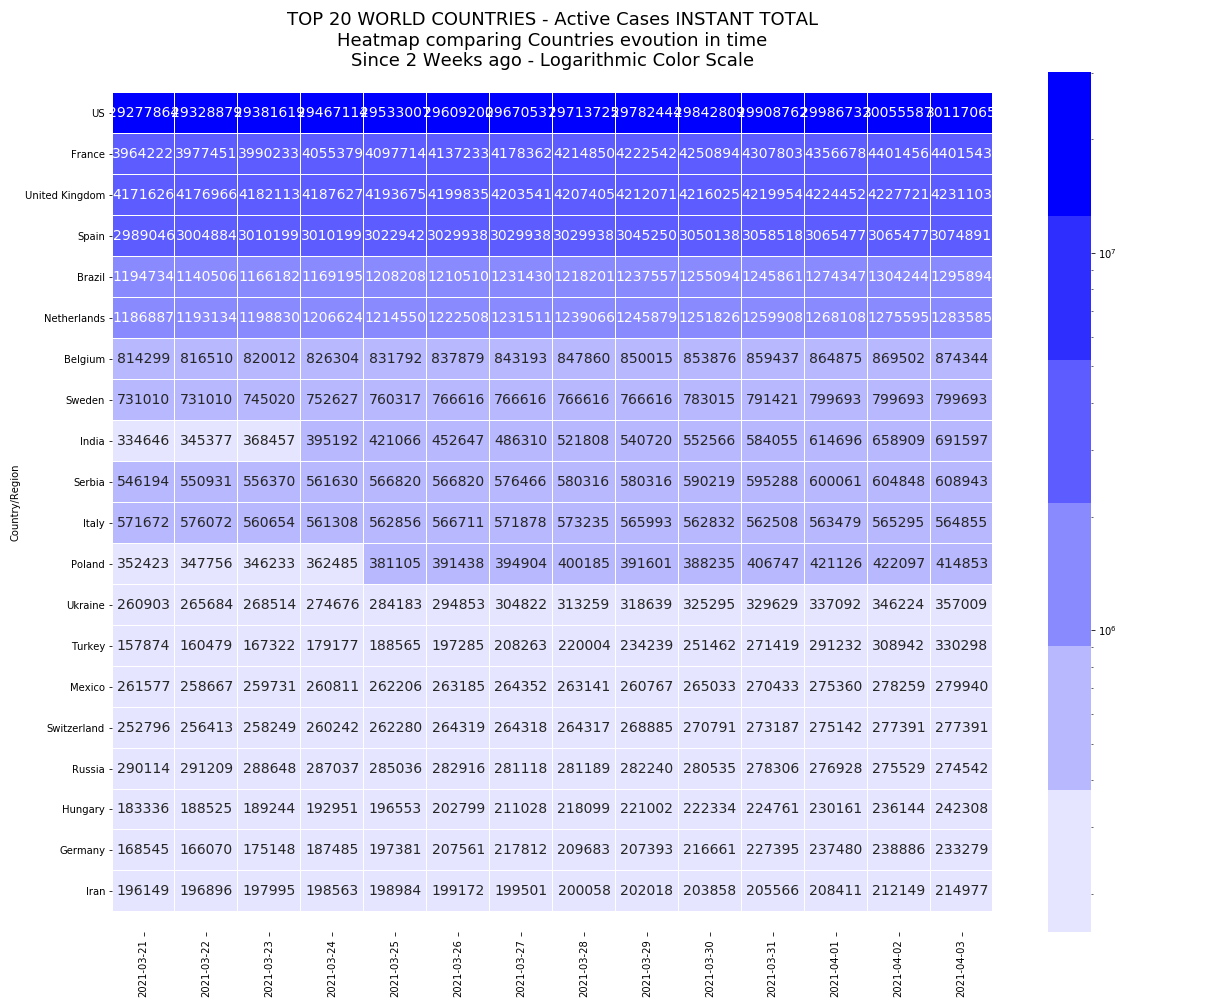 TOP 20 WORLD COUNTRIES - Active Cases INSTANT TOTAL
Heatmap comparing Countries evoution in time
Since 2 Weeks ago - Logarithmic Color Scale
Country/Region
US 29277864 29328879 29381619 29467114 29533007 29609200 29670537 29713725 29782444 29842809 29908762 29986732 30055587 30117065
France 3964222 3977451 3990233 4055379 4097714 4137233 4178362 4214850 4222542 4250894 4307803 4356678 4401456 4401543
United Kingdom 4171626 4176966 4182113 4187627 4193675 4199835 4203541 4207405 4212071 4216025 4219954 4224452 4227721 4231103
Spain 2989046 3004884 3010199 3010199 3022942 3029938 3029938 3029938 3045250 3050138 3058518 3065477 3065477 3074891
Brazil 1194734 1140506 1166182 1169195 1208208 1210510 1231430 1218201 1237557 1255094 1245861 1274347 1304244 1295894
Netherlands 1186887 1193134 1198830 1206624 1214550 1222508 1231511 1239066 1245879 1251826 1259908 1268108 1275595 1283585
Belgium 814299 816510 820012 826304 831792 837879 843193 847860 850015 853876 859437 864875 869502 874344
Sweden 731010 731010 745020 752627 760317 766616 766616 766616 766616 783015 791421 799693 799693 799693
India 334646 345377 368457 395192 421066 452647 486310 521808 540720 552566 584055 614696 658909 691597
Serbia 546194 550931 556370 561630 566820 566820 576466 580316 580316 590219 595288 600061 604848 608943
Italy 571672 576072 560654 561308 562856 566711 571878 573235 565993 562832 562508 563479 565295 564855
Poland 352423 347756 346233 362485 381105 391438 394904 400185 391601 388235 406747 421126 422097 414853
Ukraine 260903 265684 268514 274676 284183 294853 304822 313259 318639 325295 329629 337092 346224 357009
Turkey 157874 160479 167322 179177 188565 197285 208263 220004 234239 251462 271419 291232 308942 330298
Mexico 261577 258667 259731 260811 262206 263185 264352 263141 260767 265033 270433 275360 278259 279940
Switzerland 252796 256413 258249 260242 262280 264319 264318 264317 268885 270791 273187 275142 277391 277391
Russia 290114 291209 288648 287037 285036 282916 281118 281189 282240 280535 278306 276928 275529 274542
Hungary 183336 188525 189244 192951 196553 202799 211028 218099 221002 222334 224761 230161 236144 242308
Germany 168545 166070 175148 187485 197381 207561 217812 209683 207393 216661 227395 237480 238886 233279
Iran 196149 196896 197995 198563 198984 199172 199501 200058 202018 203858 205566 208411 212149 214977
2021-03-21 2021-03-22 2021-03-23 2021-03-24 2021-03-25 2021-03-26 2021-03-27 2021-03-28 2021-03-29 2021-03-30 2021-03-31 2021-04-01 2021-04-02 2021-04-03
10⁷
10⁶